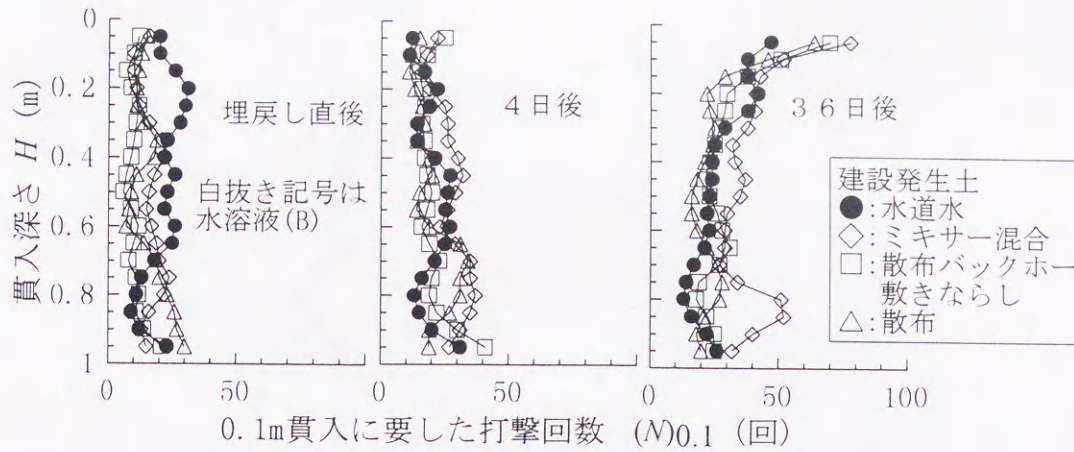 貫入深さ H (m)
0
0.2
0.4
0.6
0.8
1
埋戻し直後
白抜き記号は
水溶液(B)
4日後
36日後
建設発生土
●:水道水
◇:ミキサー混合
□:散布バックホー
敷きならし
△:散布
0 50
0 50
0 50 100
0.1m貫入に要した打撃回数 (N)0.1 (回)